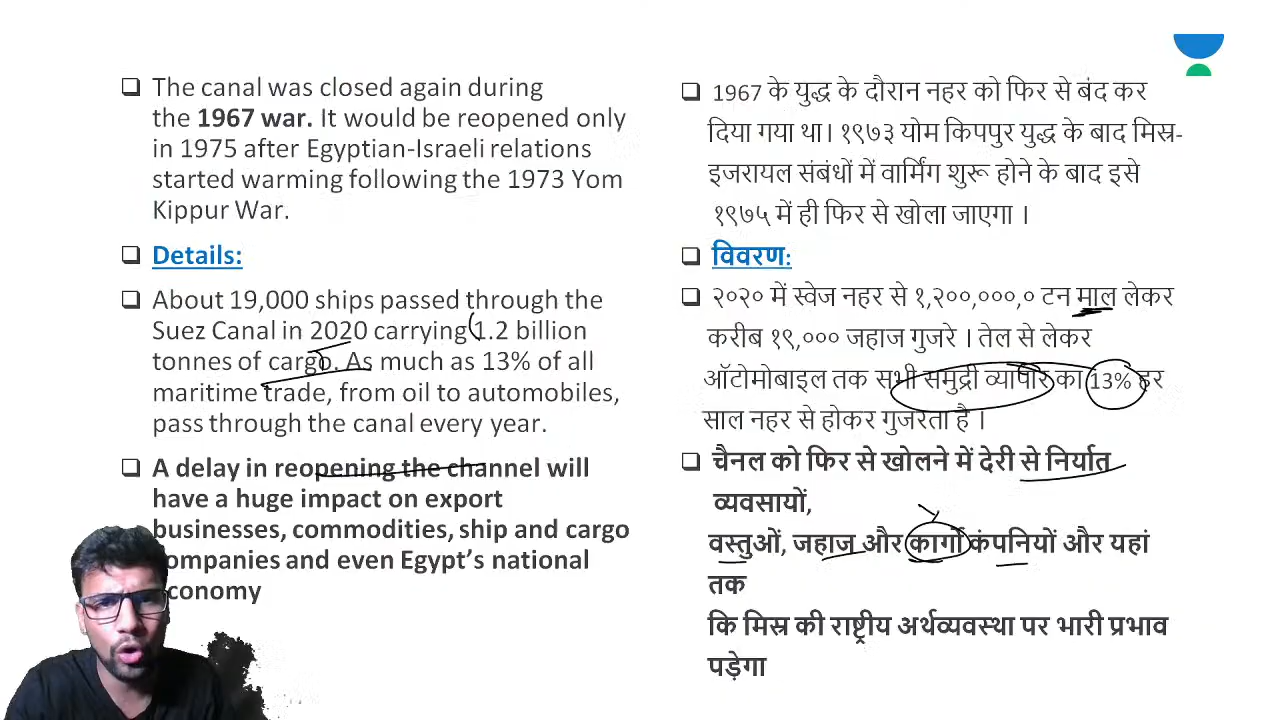 The canal was closed again during
the 1967 war. It would be reopened only
in 1975 after Egyptian-Israeli relations
started warming following the 1973 Yom
Kippur War.
Details:
About 19,000 ships passed through the
Suez Canal in 2020 carrying 1.2 billion
tonnes of cargo. As much as 13% of all
maritime trade, from oil to automobiles,
pass through the canal every year.
A delay in reopening the channel will
have a huge impact on export
businesses, commodities, ship and cargo
companies and even Egypt's national
economy
1967 के युद्ध के दौरान नहर को फिर से बंद कर
दिया गया था। १९७३ योम किपपुर युद्ध के बाद मिस्र-
इजरायल संबंधों में वार्मिंग शुरू होने के बाद इसे
१९७५ में ही फिर से खोला जाएगा ।
विवरण:
२०२० में स्वेज नहर से १,२००,०००,० टन माल लेकर
करीब १९,००० जहाज गुजरे । तेल से लेकर
ऑटोमोबाइल तक सभी समुद्री व्यापार का 13% हर
साल नहर से होकर गुजरता है ।
चैनल को फिर से खोलने में देरी से निर्यात
व्यवसायों,
वस्तुओं, जहाज और कार्गो कंपनियों और यहां
तक
कि मिस्र की राष्ट्रीय अर्थव्यवस्था पर भारी प्रभाव
पड़ेगा